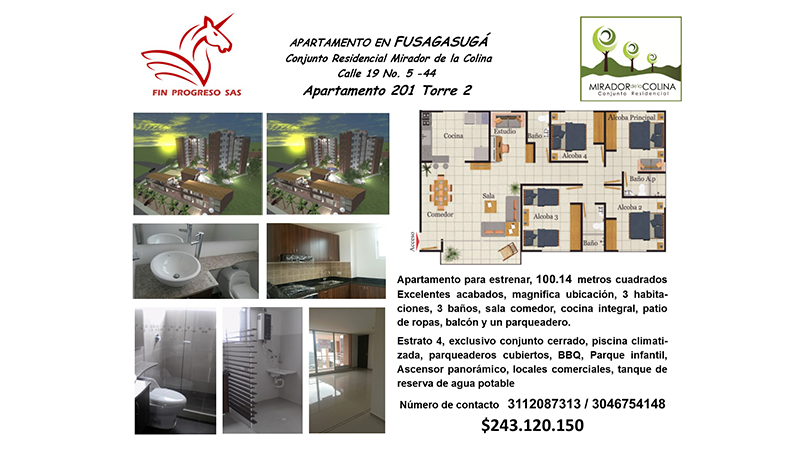 FIN PROGRESO SAS
APARTAMENTO EN FUSAGASUGÁ
Conjunto Residencial Mirador de la Colina
Calle 19 No. 5 -44
Apartamento 201 Torre 2
MIRADOR de la COLINA
Conjunto Residencial
Cocina
Estudio
Baño
Alcoba 4
Alcoba Principal
Baño A.p
Comedor
Sala
Alcoba 3
Baño
Alcoba 2
Acceso
Apartamento para estrenar, 100.14 metros cuadrados
Excelentes acabados, magnifica ubicación, 3 habita-
ciones, 3 baños, sala comedor, cocina integral, patio
de ropas, balcón y un parqueadero.
Estrato 4, exclusivo conjunto cerrado, piscina climati-
zada, parqueaderos cubiertos, BBQ, Parque infantil,
Ascensor panorámico, locales comerciales, tanque de
reserva de agua potable
Número de contacto 3112087313 / 3046754148
$243.120.150